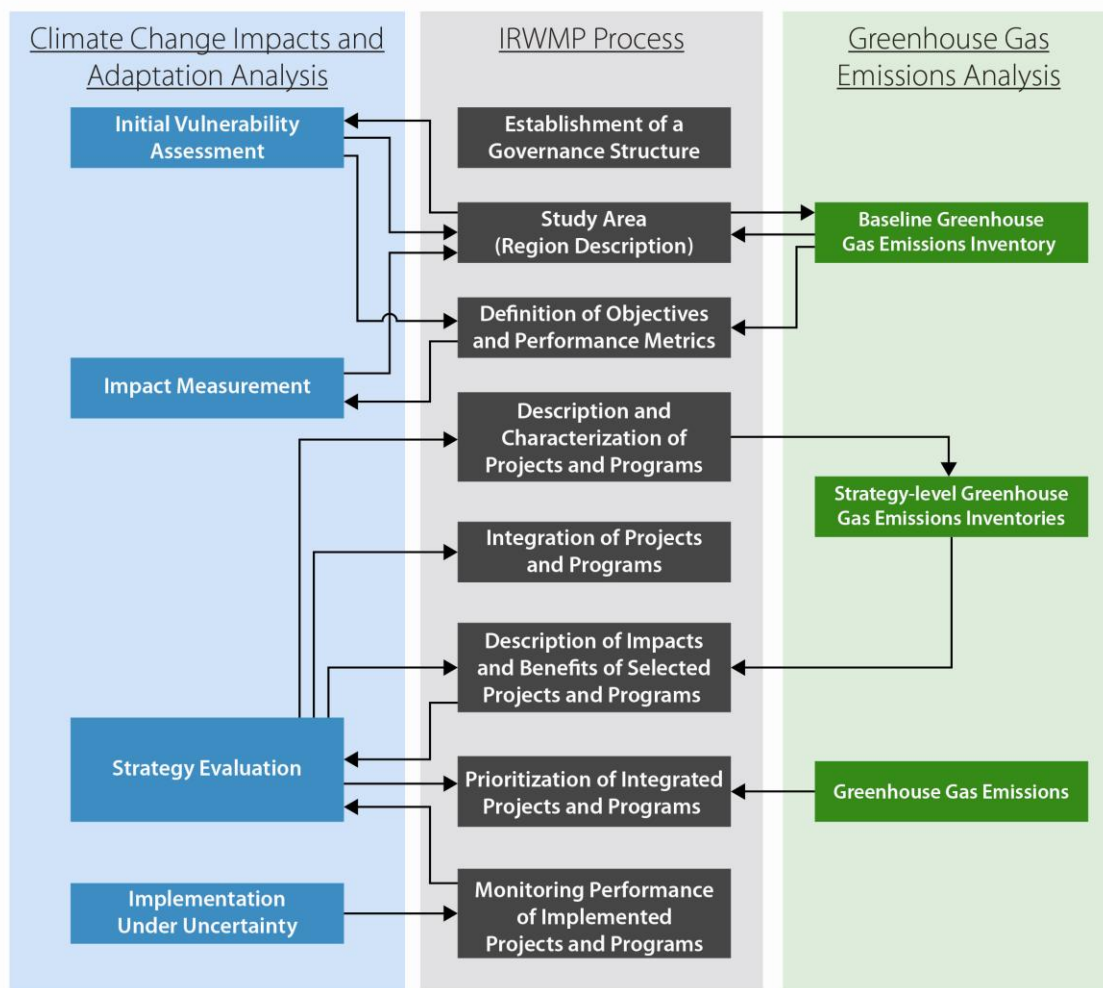 Climate Change Impacts and
Adaptation Analysis
Initial Vulnerability
Assessment
Impact Measurement
Strategy Evaluation
Implementation
Under Uncertainty
IRWMP Process
Establishment of a
Governance Structure
Study Area
(Region Description)
Definition of Objectives
and Performance Metrics
Description and
Characterization of
Projects and Programs
Integration of Projects
and Programs
Description of Impacts
and Benefits of Selected
Projects and Programs
Prioritization of Integrated
Projects and Programs
Monitoring Performance
of Implemented
Projects and Programs
Greenhouse Gas
Emissions Analysis
Baseline Greenhouse
Gas Emissions Inventory
Strategy-level Greenhouse
Gas Emissions Inventories
Greenhouse Gas Emissions